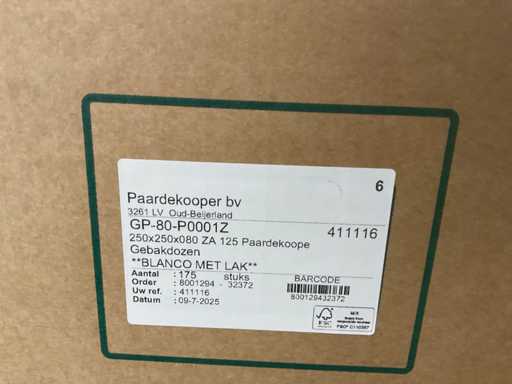 6
Paardekooper bv
3261 LV Oud-Beijerland
GP-80-P0001Z 411116
250x250x080 ZA 125 Paardekoope
Gebakdozen
**BLANCO MET LAK**
Aantal :175 stuks BARCODE
Order : 8001294 - 32372
Uw ref. : 411116 800129432372
Datum : 09-7-2025
FSC
MIX